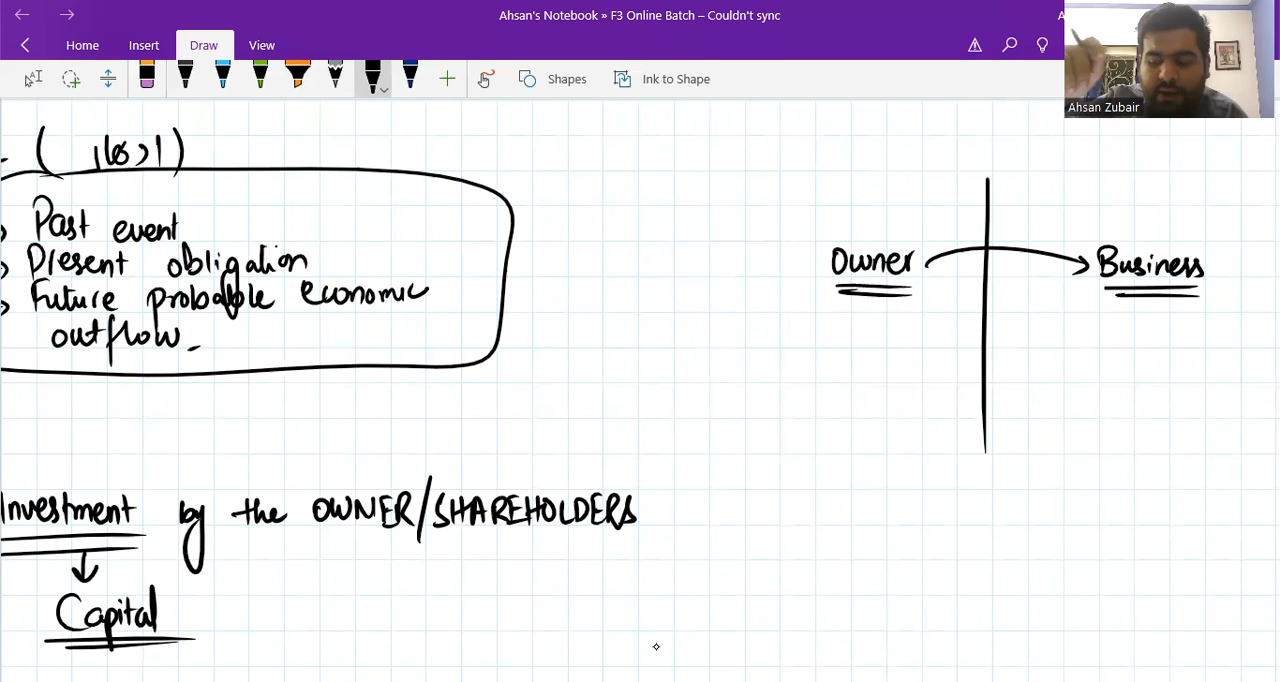 Ahsan's Notebook » F3 Online Batch – Couldn't sync
Home Insert Draw View
Shapes Ink to Shape
Ahsan Zubair
(ادھار)
Past event
Present obligation
Future probable economic
outflow.
Owner Business
Investment by the OWNER/SHAREHOLDERS
Capital